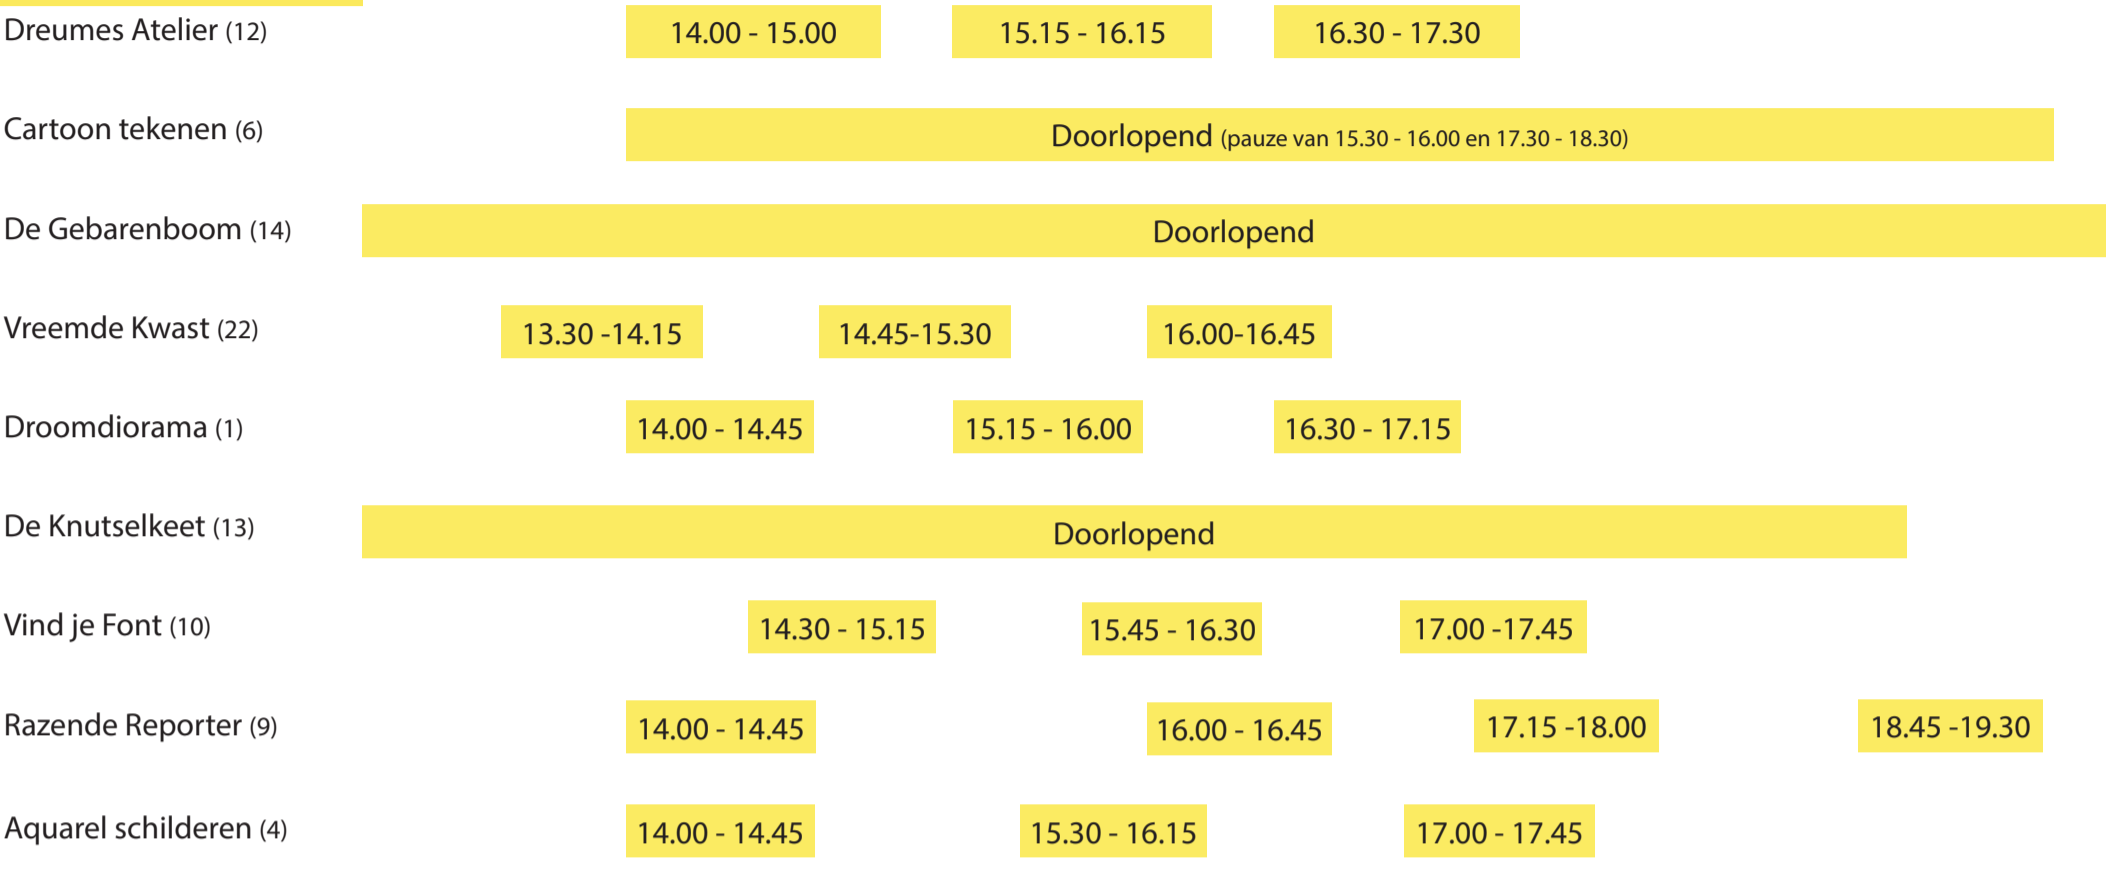 Dreumes Atelier (12) 14.00 - 15.00 15.15 - 16.15 16.30 - 17.30
Cartoon tekenen (6) Doorlopend (pauze van 15.30 - 16.00 en 17.30 - 18.30)
De Gebarenboom (14) Doorlopend
Vreemde Kwast (22) 13.30 -14.15 14.45-15.30 16.00-16.45
Droomdiorama (1) 14.00 - 14.45 15.15 - 16.00 16.30 - 17.15
De Knutselkeet (13) Doorlopend
Vind je Font (10) 14.30 - 15.15 15.45 - 16.30 17.00 -17.45
Razende Reporter (9) 14.00 - 14.45 16.00 - 16.45 17.15 -18.00 18.45 -19.30
Aquarel schilderen (4) 14.00 - 14.45 15.30 - 16.15 17.00 - 17.45